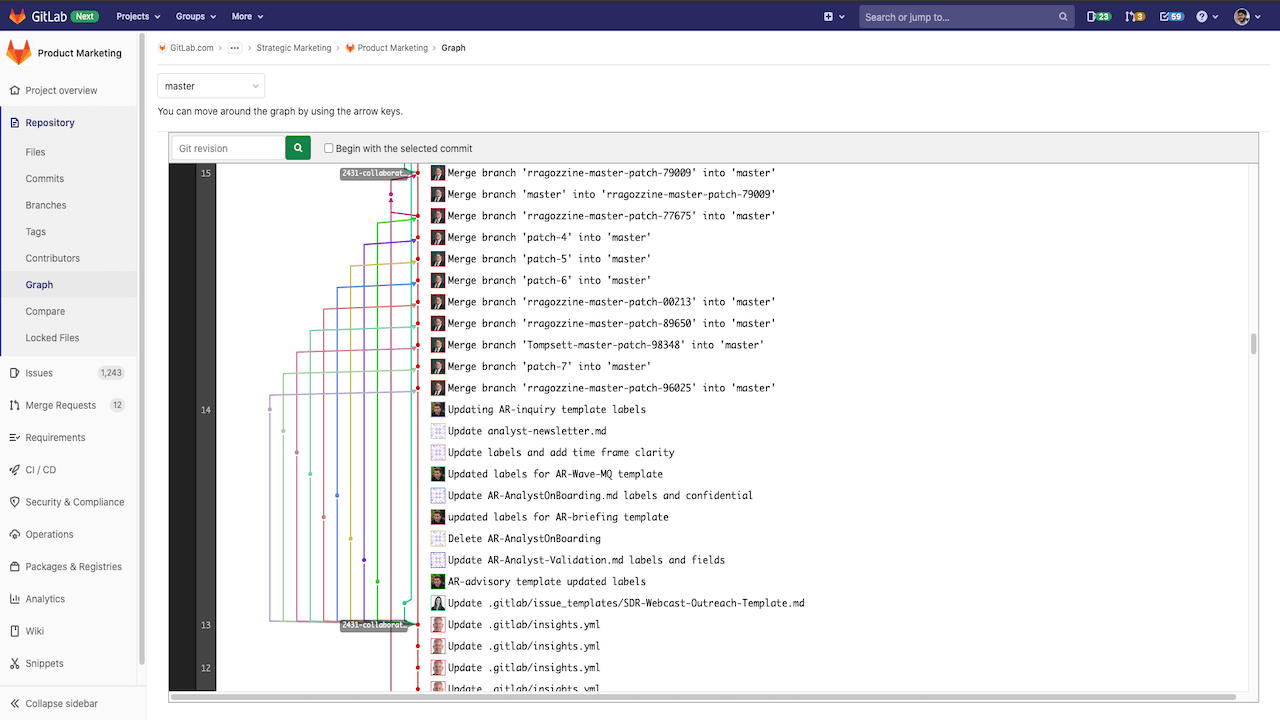 GitLab Next Projects Groups More Search or jump to... 23 3 59
Product Marketing
Project overview
Repository
Files
Commits
Branches
Tags
Contributors
Graph
Compare
Locked Files
Issues 1,243
Merge Requests 12
Requirements
CI / CD
Security & Compliance
Operations
Packages & Registries
Analytics
Wiki
Snippets
Collapse sidebar
GitLab.com › ••• › Strategic Marketing › Product Marketing › Graph
master
You can move around the graph by using the arrow keys.
Git revision Begin with the selected commit
15 2431-collaborat… Merge branch 'rragozzine-master-patch-79009' into 'master'
Merge branch 'master' into 'rragozzine-master-patch-79009'
Merge branch 'rragozzine-master-patch-77675' into 'master'
Merge branch 'patch-4' into 'master'
Merge branch 'patch-5' into 'master'
Merge branch 'patch-6' into 'master'
Merge branch 'rragozzine-master-patch-00213' into 'master'
Merge branch 'rragozzine-master-patch-89650' into 'master'
Merge branch 'Tompsett-master-patch-98348' into 'master'
Merge branch 'patch-7' into 'master'
Merge branch 'rragozzine-master-patch-96025' into 'master'
14 Updating AR-inquiry template labels
Update analyst-newsletter.md
Update labels and add time frame clarity
Updated labels for AR-Wave-MQ template
Update AR-AnalystOnBoarding.md labels and confidential
updated labels for AR-briefing template
Delete AR-AnalystOnBoarding
Update AR-Analyst-Validation.md labels and fields
AR-advisory template updated labels
Update .gitlab/issue_templates/SDR-Webcast-Outreach-Template.md
13 2431-collaborat… Update .gitlab/insights.yml
Update .gitlab/insights.yml
12 Update .gitlab/insights.yml
Update .gitlab/insights.yml